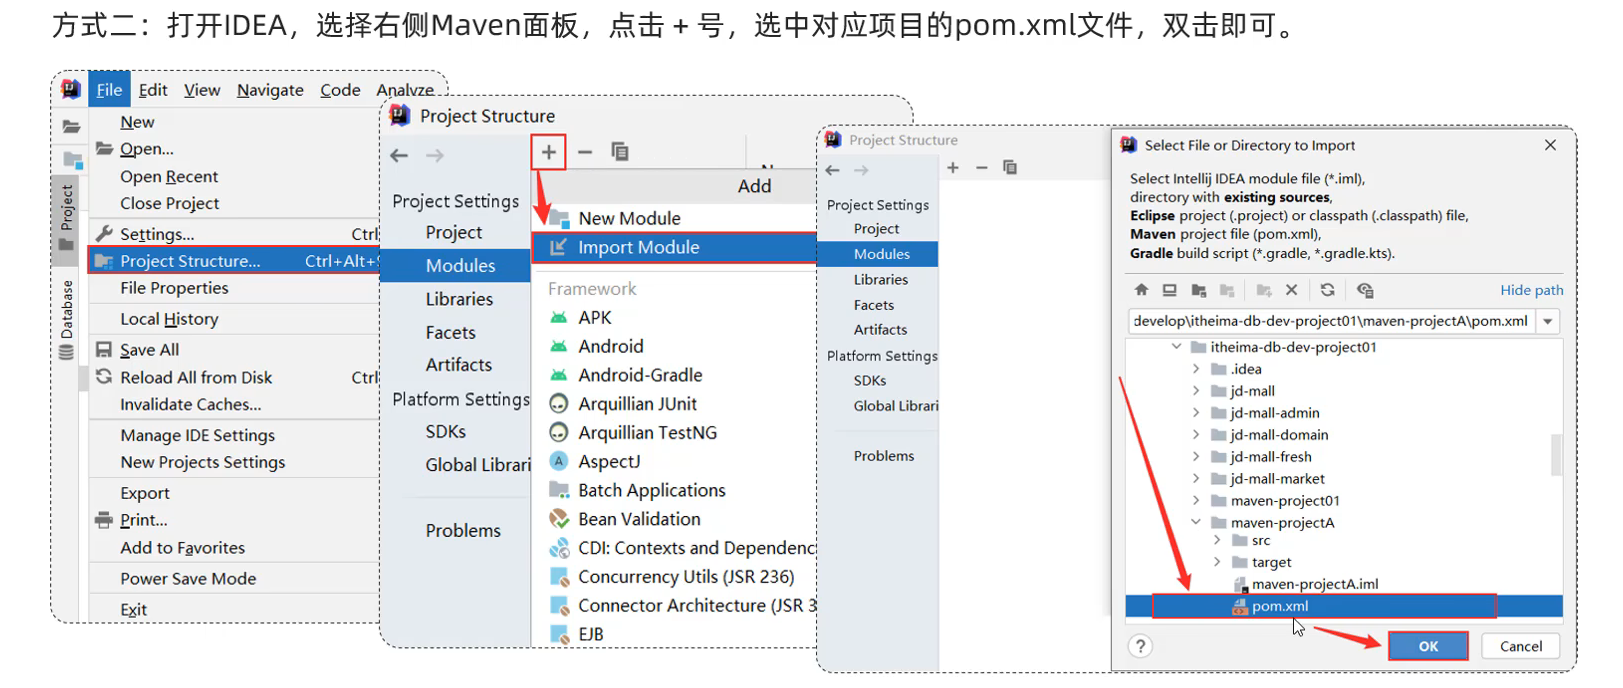 方式二：打开IDEA，选择右侧Maven面板，点击 + 号，选中对应项目的pom.xml文件，双击即可。
File Edit View Navigate Code Analyze
New
Open...
Open Recent
Close Project
Settings... Ctrl
Project Structure... Ctrl+Alt+
File Properties
Local History
Save All
Reload All from Disk Ctrl
Invalidate Caches...
Manage IDE Settings
New Projects Settings
Export
Print...
Add to Favorites
Power Save Mode
Exit
Project
Database
Project Structure
Project Settings
Project
Modules
Libraries
Facets
Artifacts
Platform Settings
SDKs
Global Librari
Problems
Add
New Module
Import Module
Framework
APK
Android
Android-Gradle
Arquillian JUnit
Arquillian TestNG
AspectJ
Batch Applications
Bean Validation
CDI: Contexts and Dependenc
Concurrency Utils (JSR 236)
Connector Architecture (JSR 3
EJB
Project Structure
Project Settings
Project
Modules
Libraries
Facets
Artifacts
Platform Settings
SDKs
Global Librari
Problems
Select File or Directory to Import
Select Intellij IDEA module file (*.iml),
directory with existing sources,
Eclipse project (.project) or classpath (.classpath) file,
Maven project file (pom.xml),
Gradle build script (*.gradle, *.gradle.kts).
Hide path
develop\itheima-db-dev-project01\maven-projectA\pom.xml
itheima-db-dev-project01
.idea
jd-mall
jd-mall-admin
jd-mall-domain
jd-mall-fresh
jd-mall-market
maven-project01
maven-projectA
src
target
maven-projectA.iml
pom.xml
? OK Cancel